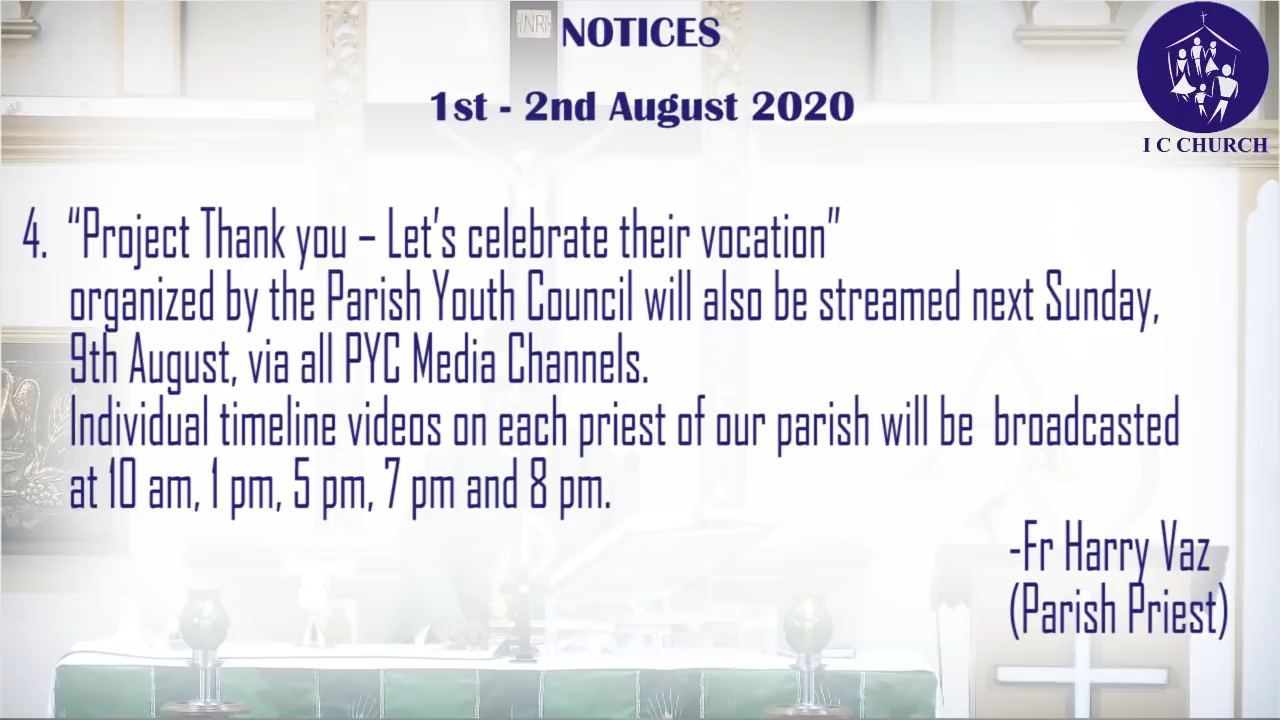 INRI
NOTICES
1st - 2nd August 2020
I C CHURCH
4. “Project Thank you – Let’s celebrate their vocation”
organized by the Parish Youth Council will also be streamed next Sunday,
9th August, via all PYC Media Channels.
Individual timeline videos on each priest of our parish will be broadcasted
at 10 am, 1 pm, 5 pm, 7 pm and 8 pm.
-Fr Harry Vaz
(Parish Priest)